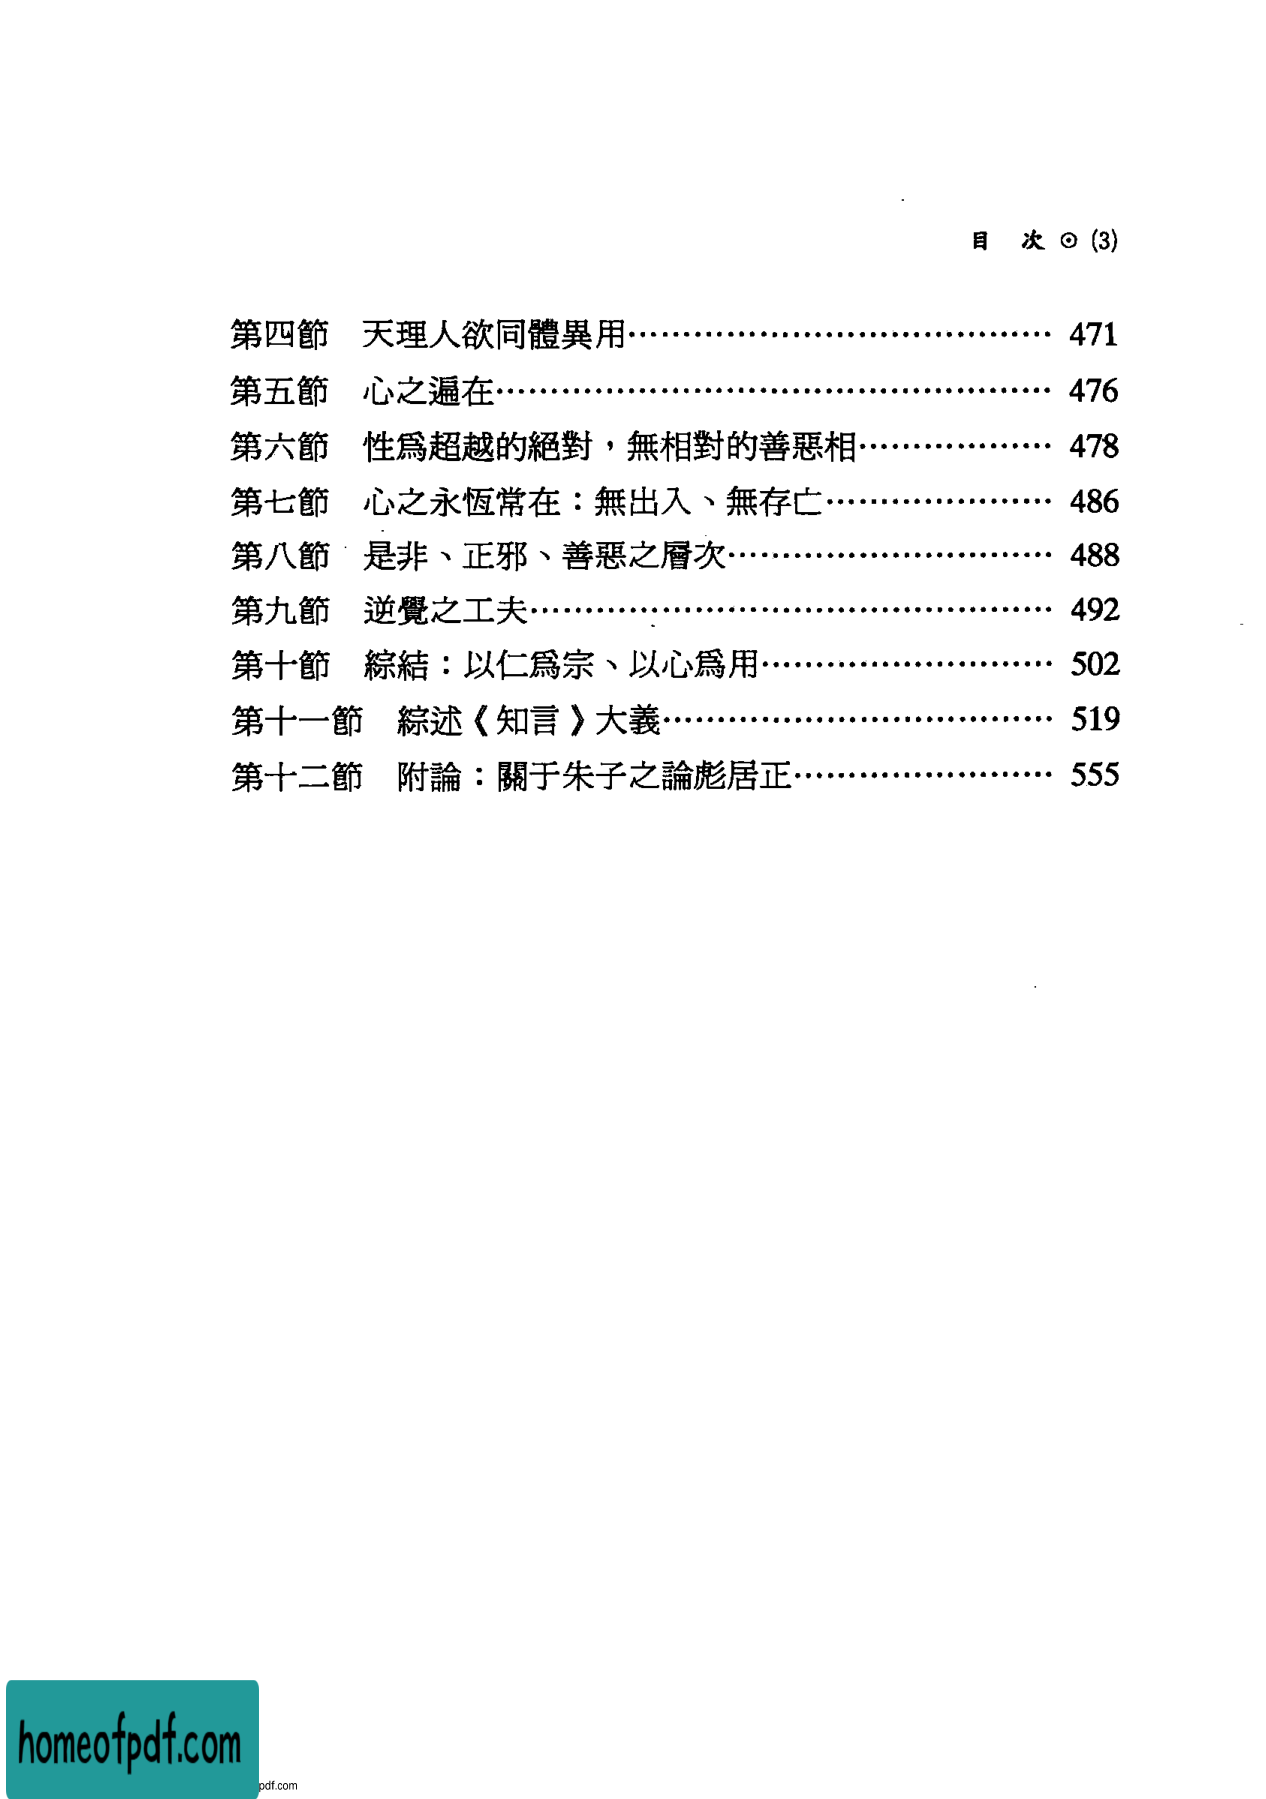 目　次 ⊙ (3)
第四節　天理人欲同體異用…………………………………… 471
第五節　心之遍在……………………………………………… 476
第六節　性爲超越的絕對，無相對的善惡相……………… 478
第七節　心之永恆常在：無出入、無存亡………………… 486
第八節　是非、正邪、善惡之層次………………………… 488
第九節　逆覺之工夫…………………………………………… 492
第十節　綜結：以仁爲宗、以心爲用……………………… 502
第十一節　綜述《知言》大義……………………………… 519
第十二節　附論：關于朱子之論彪居正…………………… 555
homeofpdf.com
pdf.com